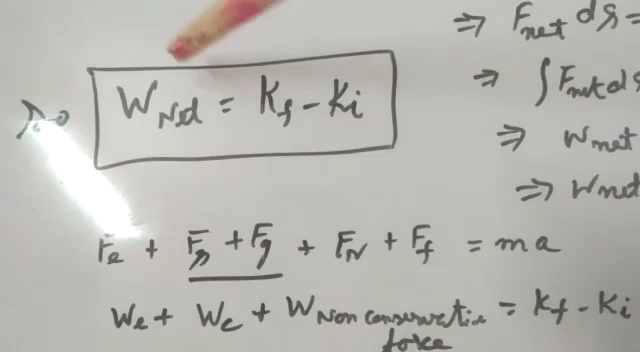 ⇒ F_net ds =
⇒ ∫F_net ds
W_Net = K_f - K_i
⇒ W_net
⇒ W_net
F_e + F_s + F_g + F_N + F_f = ma
W_e + W_c + W_Non conservative force = K_f - K_i